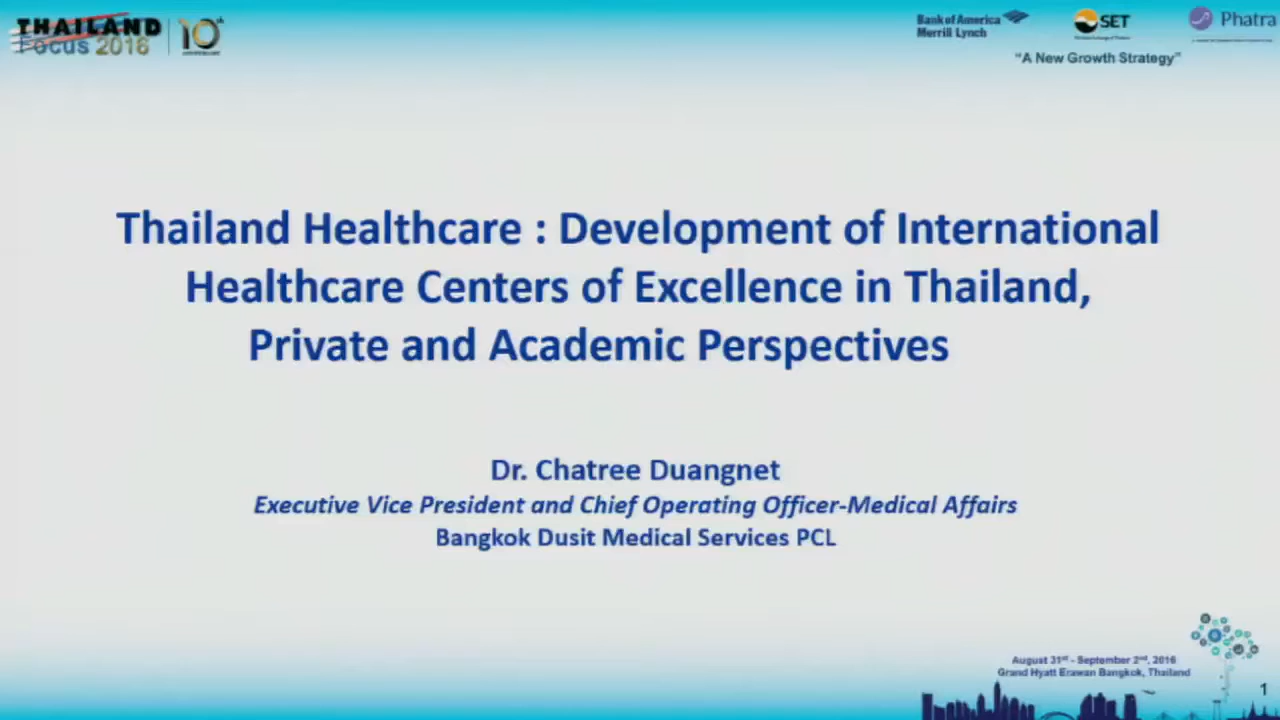 THAILAND
Focus 2016
10th
Bank of America
Merrill Lynch
SET
Phatra
"A New Growth Strategy"
Thailand Healthcare : Development of International
Healthcare Centers of Excellence in Thailand,
Private and Academic Perspectives
Dr. Chatree Duangnet
Executive Vice President and Chief Operating Officer-Medical Affairs
Bangkok Dusit Medical Services PCL
August 31st - September 2nd, 2016
Grand Hyatt Erawan Bangkok, Thailand
1